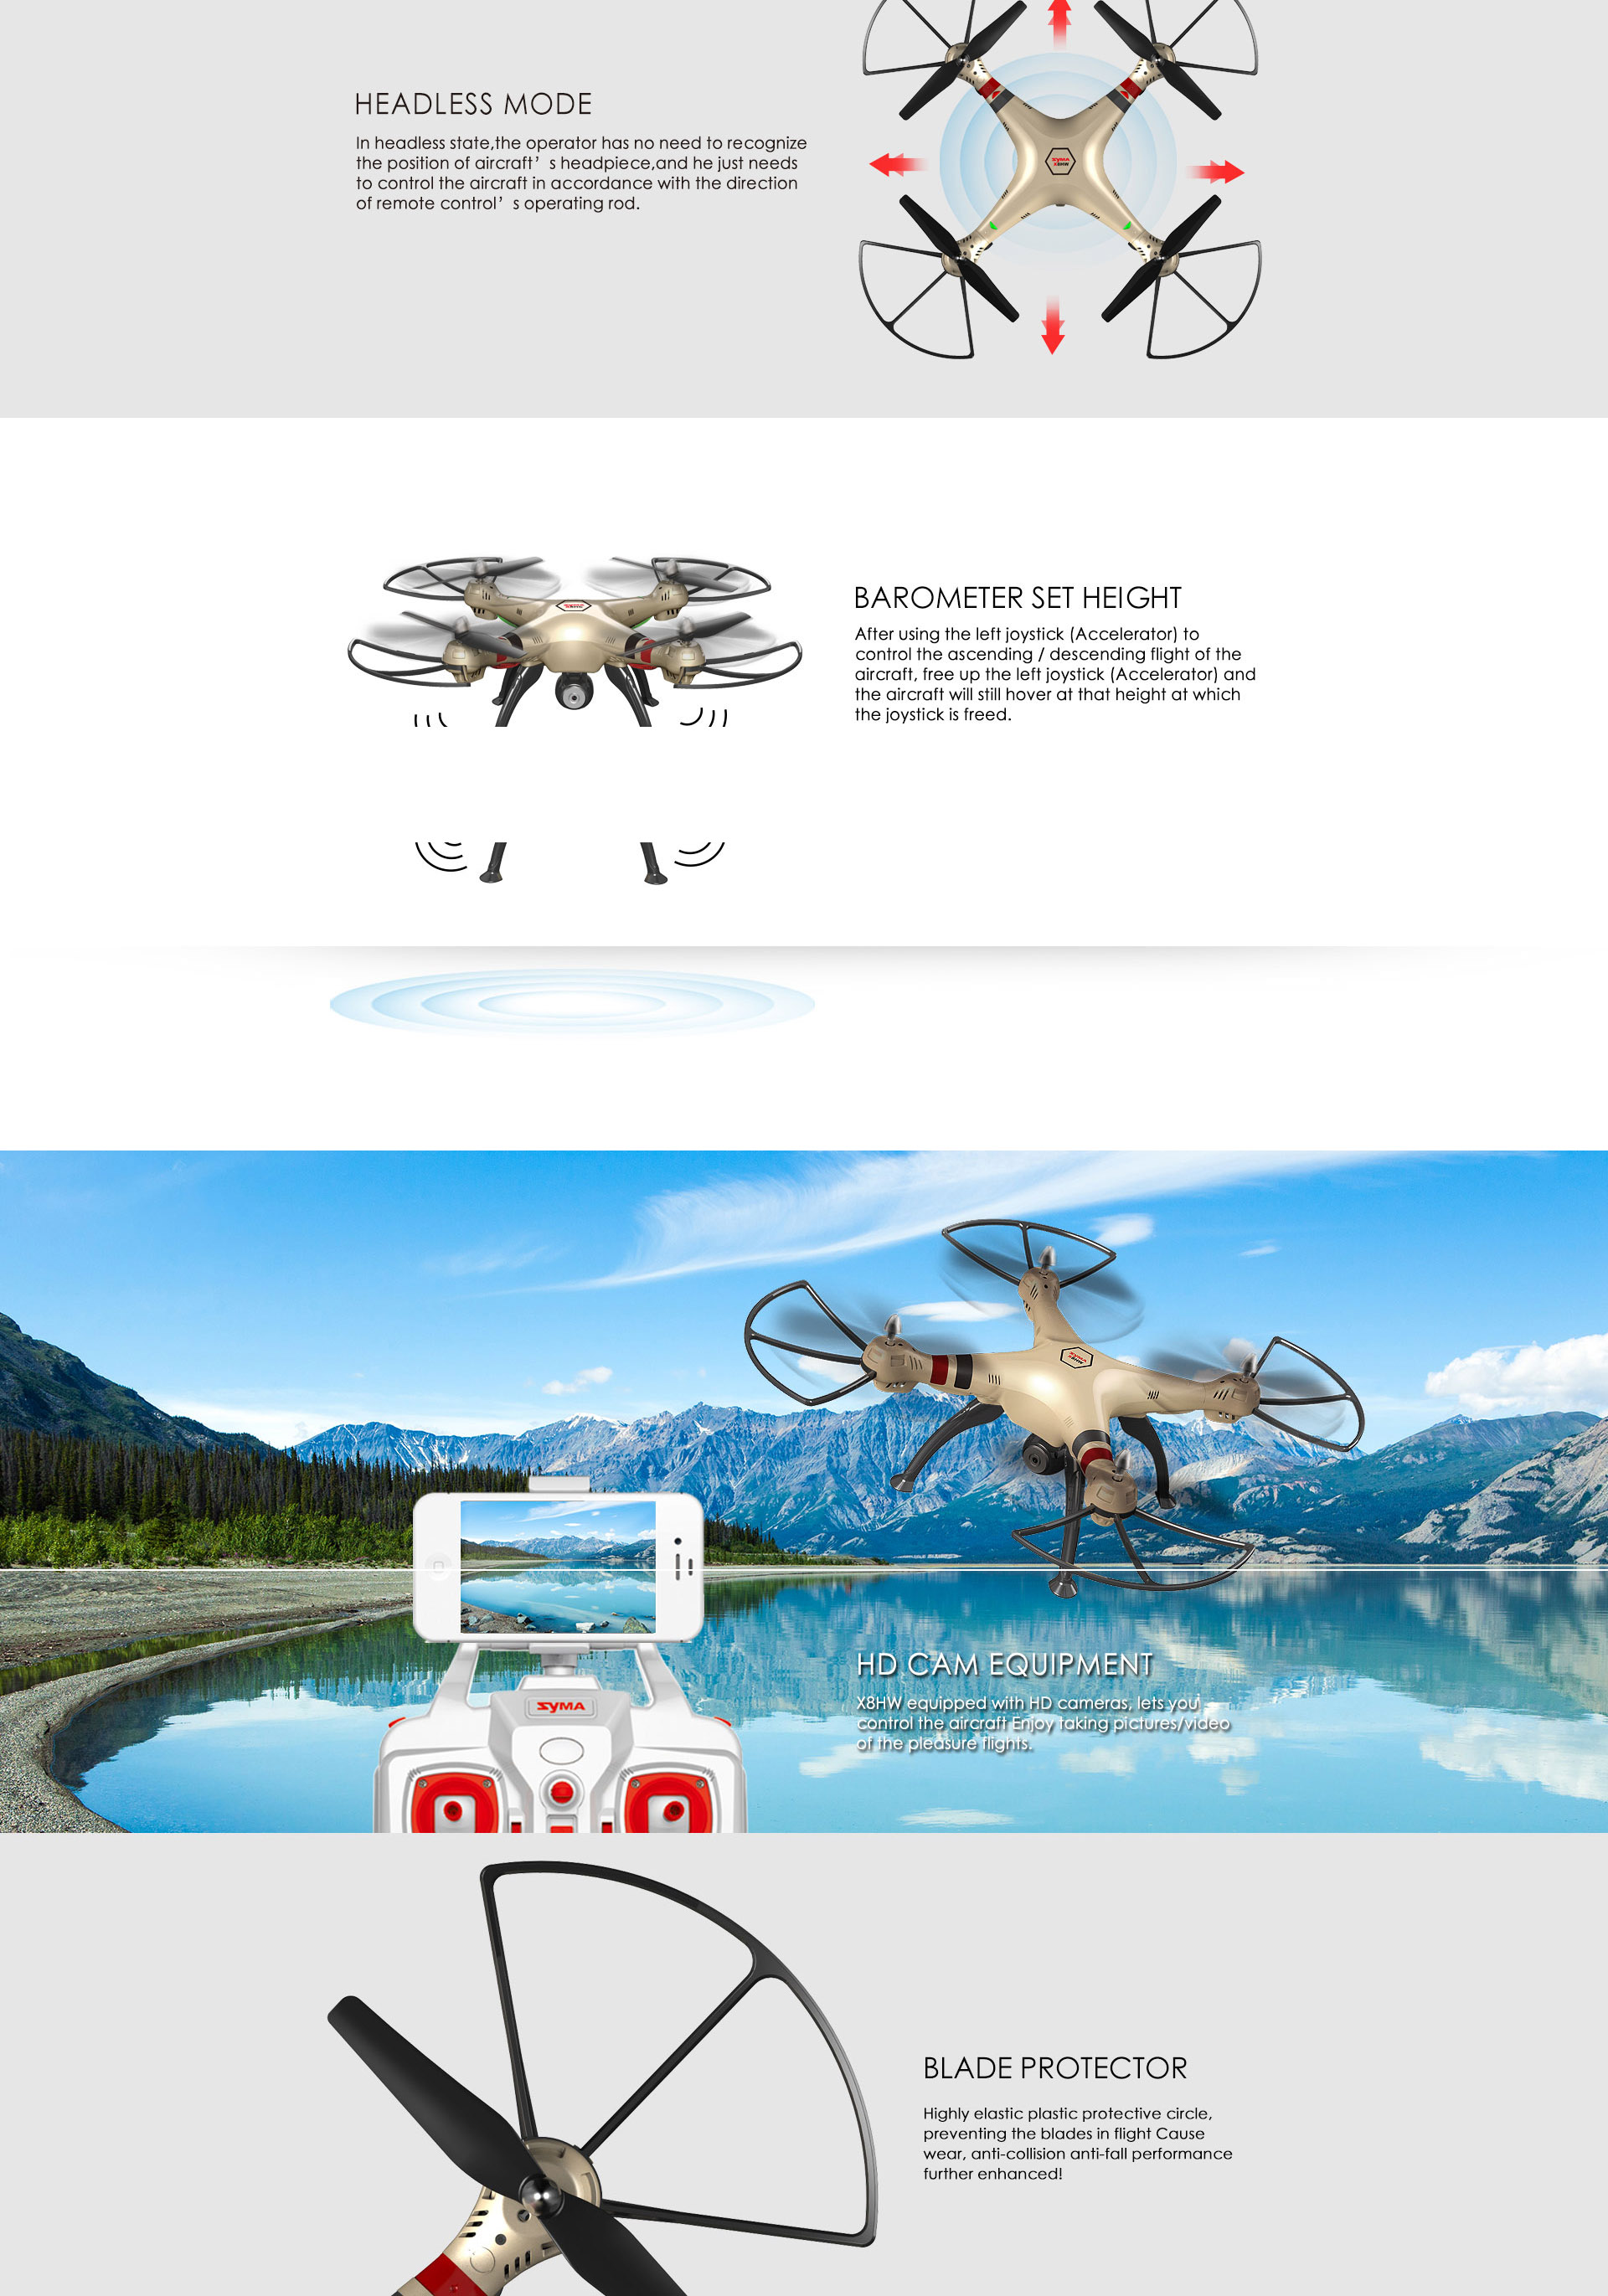 HEADLESS MODE
In headless state,the operator has no need to recognize
the position of aircraft’ s headpiece,and he just needs
to control the aircraft in accordance with the direction
of remote control’ s operating rod.
SYMA
X8HW
BAROMETER SET HEIGHT
After using the left joystick (Accelerator) to
control the ascending / descending flight of the
aircraft, free up the left joystick (Accelerator) and
the aircraft will still hover at that height at which
the joystick is freed.
SYMA
X8HW
SYMA
HD CAM EQUIPMENT
X8HW equipped with HD cameras, lets you
control the aircraft Enjoy taking pictures/video
of the pleasure flights.
BLADE PROTECTOR
Highly elastic plastic protective circle,
preventing the blades in flight Cause
wear, anti-collision anti-fall performance
further enhanced!